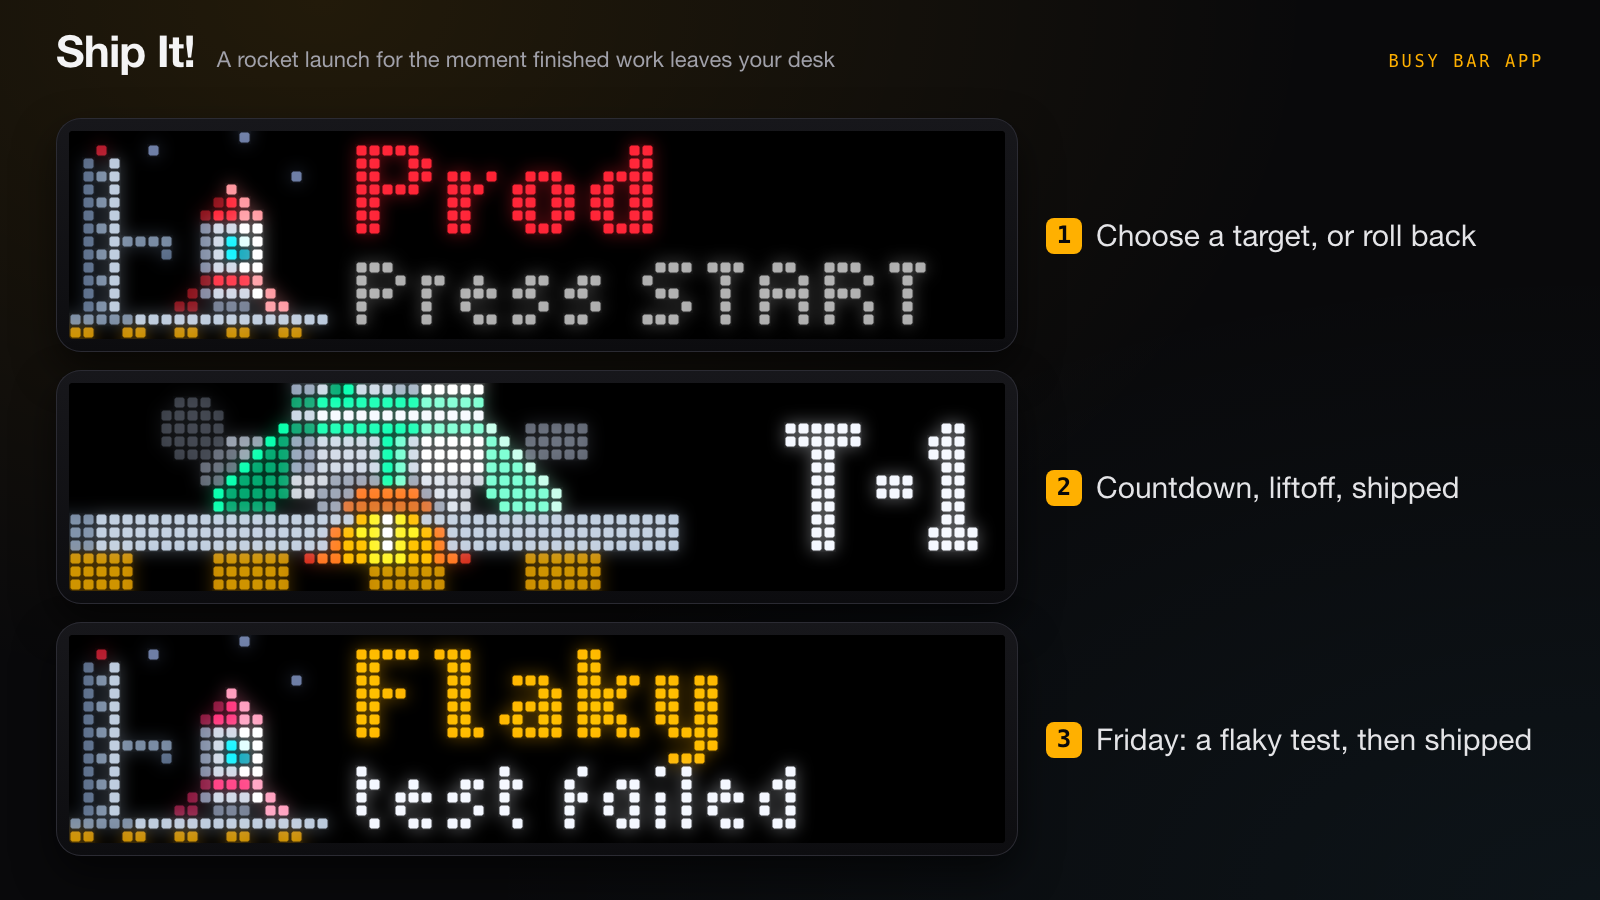 Ship It! A rocket launch for the moment finished work leaves your desk
BUSY BAR APP
Prod
Press START
1 Choose a target, or roll back
T-1
2 Countdown, liftoff, shipped
Flaky
test failed
3 Friday: a flaky test, then shipped